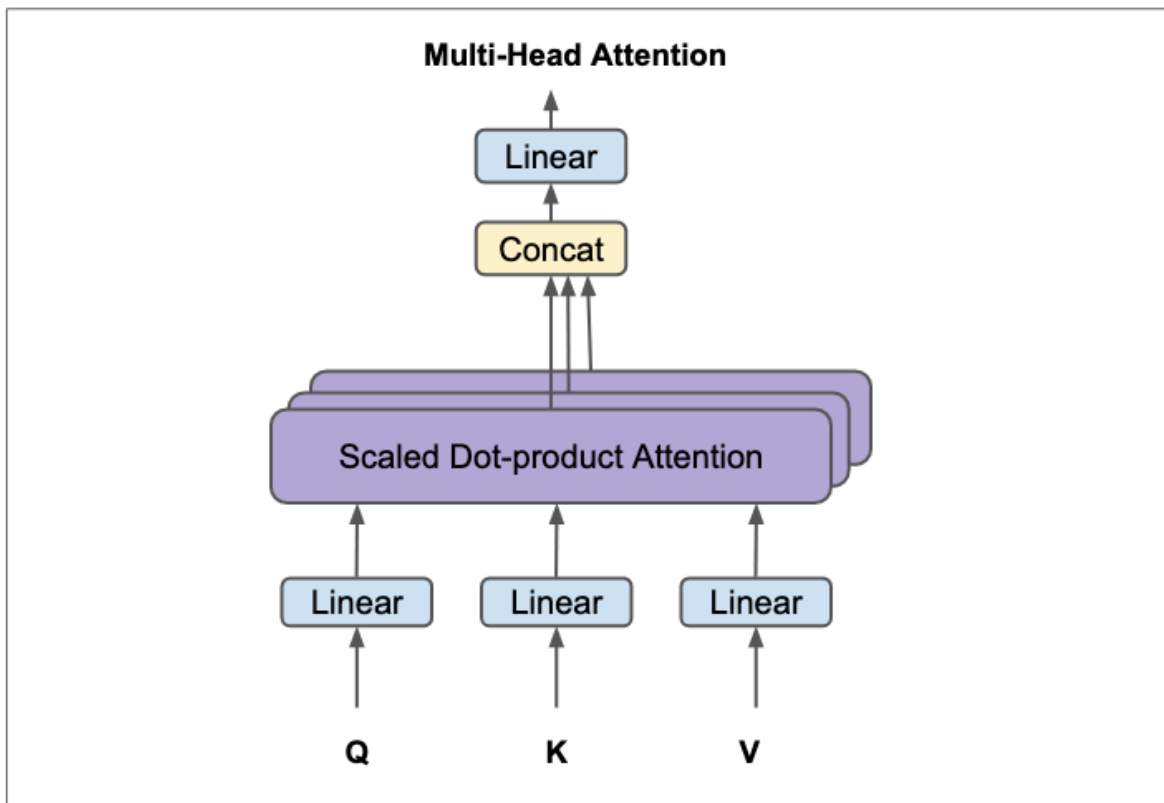 Multi-Head Attention
Linear
Concat
Scaled Dot-product Attention
Linear Linear Linear
Q K V